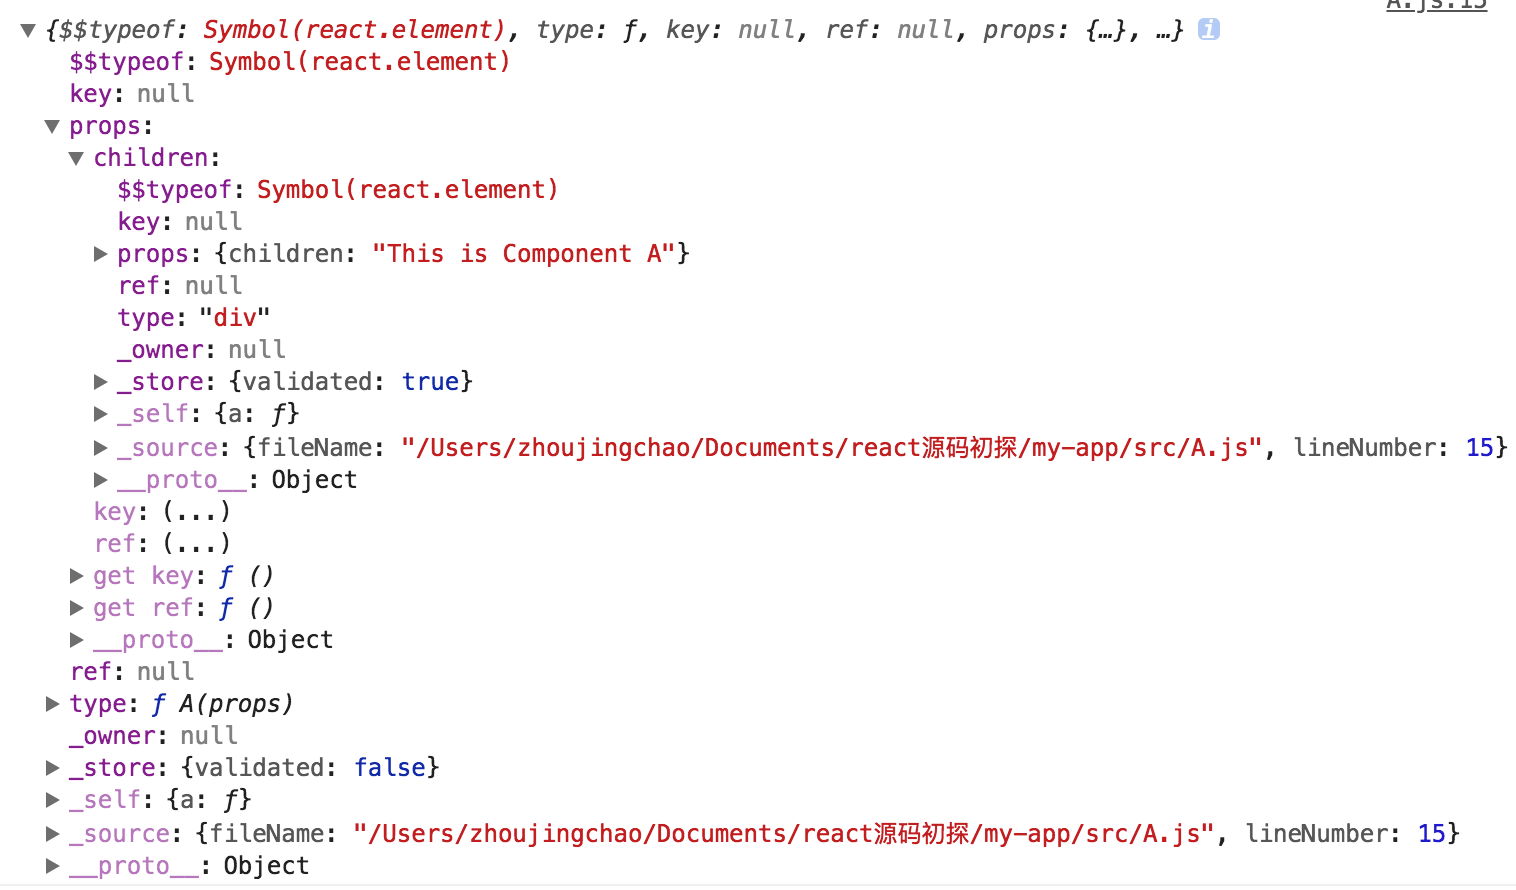 A.js:15
▼{$$typeof: Symbol(react.element), type: ƒ, key: null, ref: null, props: {…}, …} i
$$typeof: Symbol(react.element)
key: null
▼props:
▼children:
$$typeof: Symbol(react.element)
key: null
▶props: {children: "This is Component A"}
ref: null
type: "div"
_owner: null
▶_store: {validated: true}
▶_self: {a: ƒ}
▶_source: {fileName: "/Users/zhoujingchao/Documents/react源码初探/my-app/src/A.js", lineNumber: 15}
▶__proto__: Object
key: (...)
ref: (...)
▶get key: ƒ ()
▶get ref: ƒ ()
▶__proto__: Object
ref: null
▶type: ƒ A(props)
_owner: null
▶_store: {validated: false}
▶_self: {a: ƒ}
▶_source: {fileName: "/Users/zhoujingchao/Documents/react源码初探/my-app/src/A.js", lineNumber: 15}
▶__proto__: Object